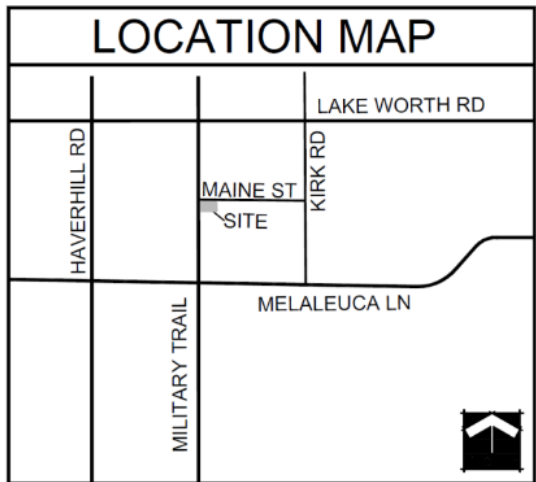 LOCATION MAP
LAKE WORTH RD
HAVERHILL RD
KIRK RD
MAINE ST
SITE
MELALEUCA LN
MILITARY TRAIL